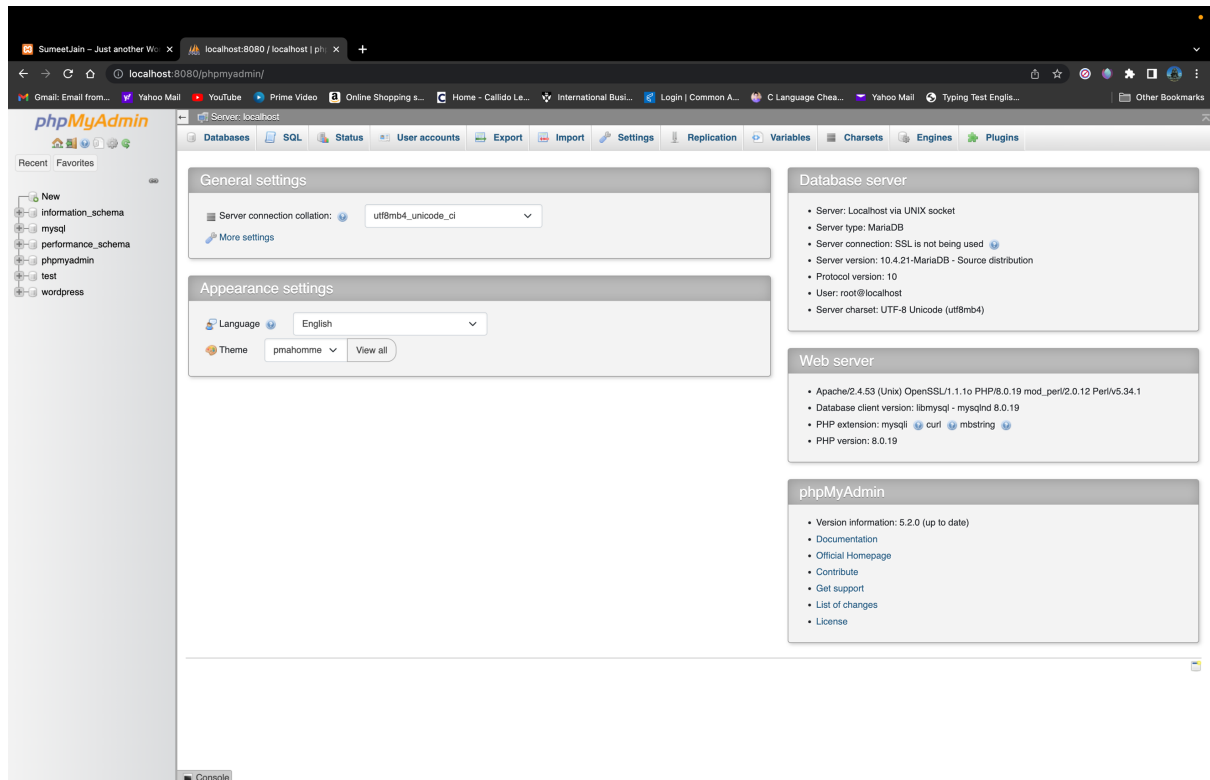 SumeetJain – Just another Wo
localhost:8080 / localhost | ph
localhost:8080/phpmyadmin/
Gmail: Email from... Yahoo Mail YouTube Prime Video Online Shopping s... Home - Callido Le... International Busi... Login | Common A... C Language Chea... Yahoo Mail Typing Test Englis... Other Bookmarks
phpMyAdmin
Recent Favorites
New
information_schema
mysql
performance_schema
phpmyadmin
test
wordpress
Server: localhost
Databases SQL Status User accounts Export Import Settings Replication Variables Charsets Engines Plugins
General settings
Server connection collation: utf8mb4_unicode_ci
More settings
Appearance settings
Language English
Theme pmahomme View all
Database server
• Server: Localhost via UNIX socket
• Server type: MariaDB
• Server connection: SSL is not being used
• Server version: 10.4.21-MariaDB - Source distribution
• Protocol version: 10
• User: root@localhost
• Server charset: UTF-8 Unicode (utf8mb4)
Web server
• Apache/2.4.53 (Unix) OpenSSL/1.1.1o PHP/8.0.19 mod_perl/2.0.12 Perl/v5.34.1
• Database client version: libmysql - mysqlnd 8.0.19
• PHP extension: mysqli curl mbstring
• PHP version: 8.0.19
phpMyAdmin
• Version information: 5.2.0 (up to date)
• Documentation
• Official Homepage
• Contribute
• Get support
• List of changes
• License
Console